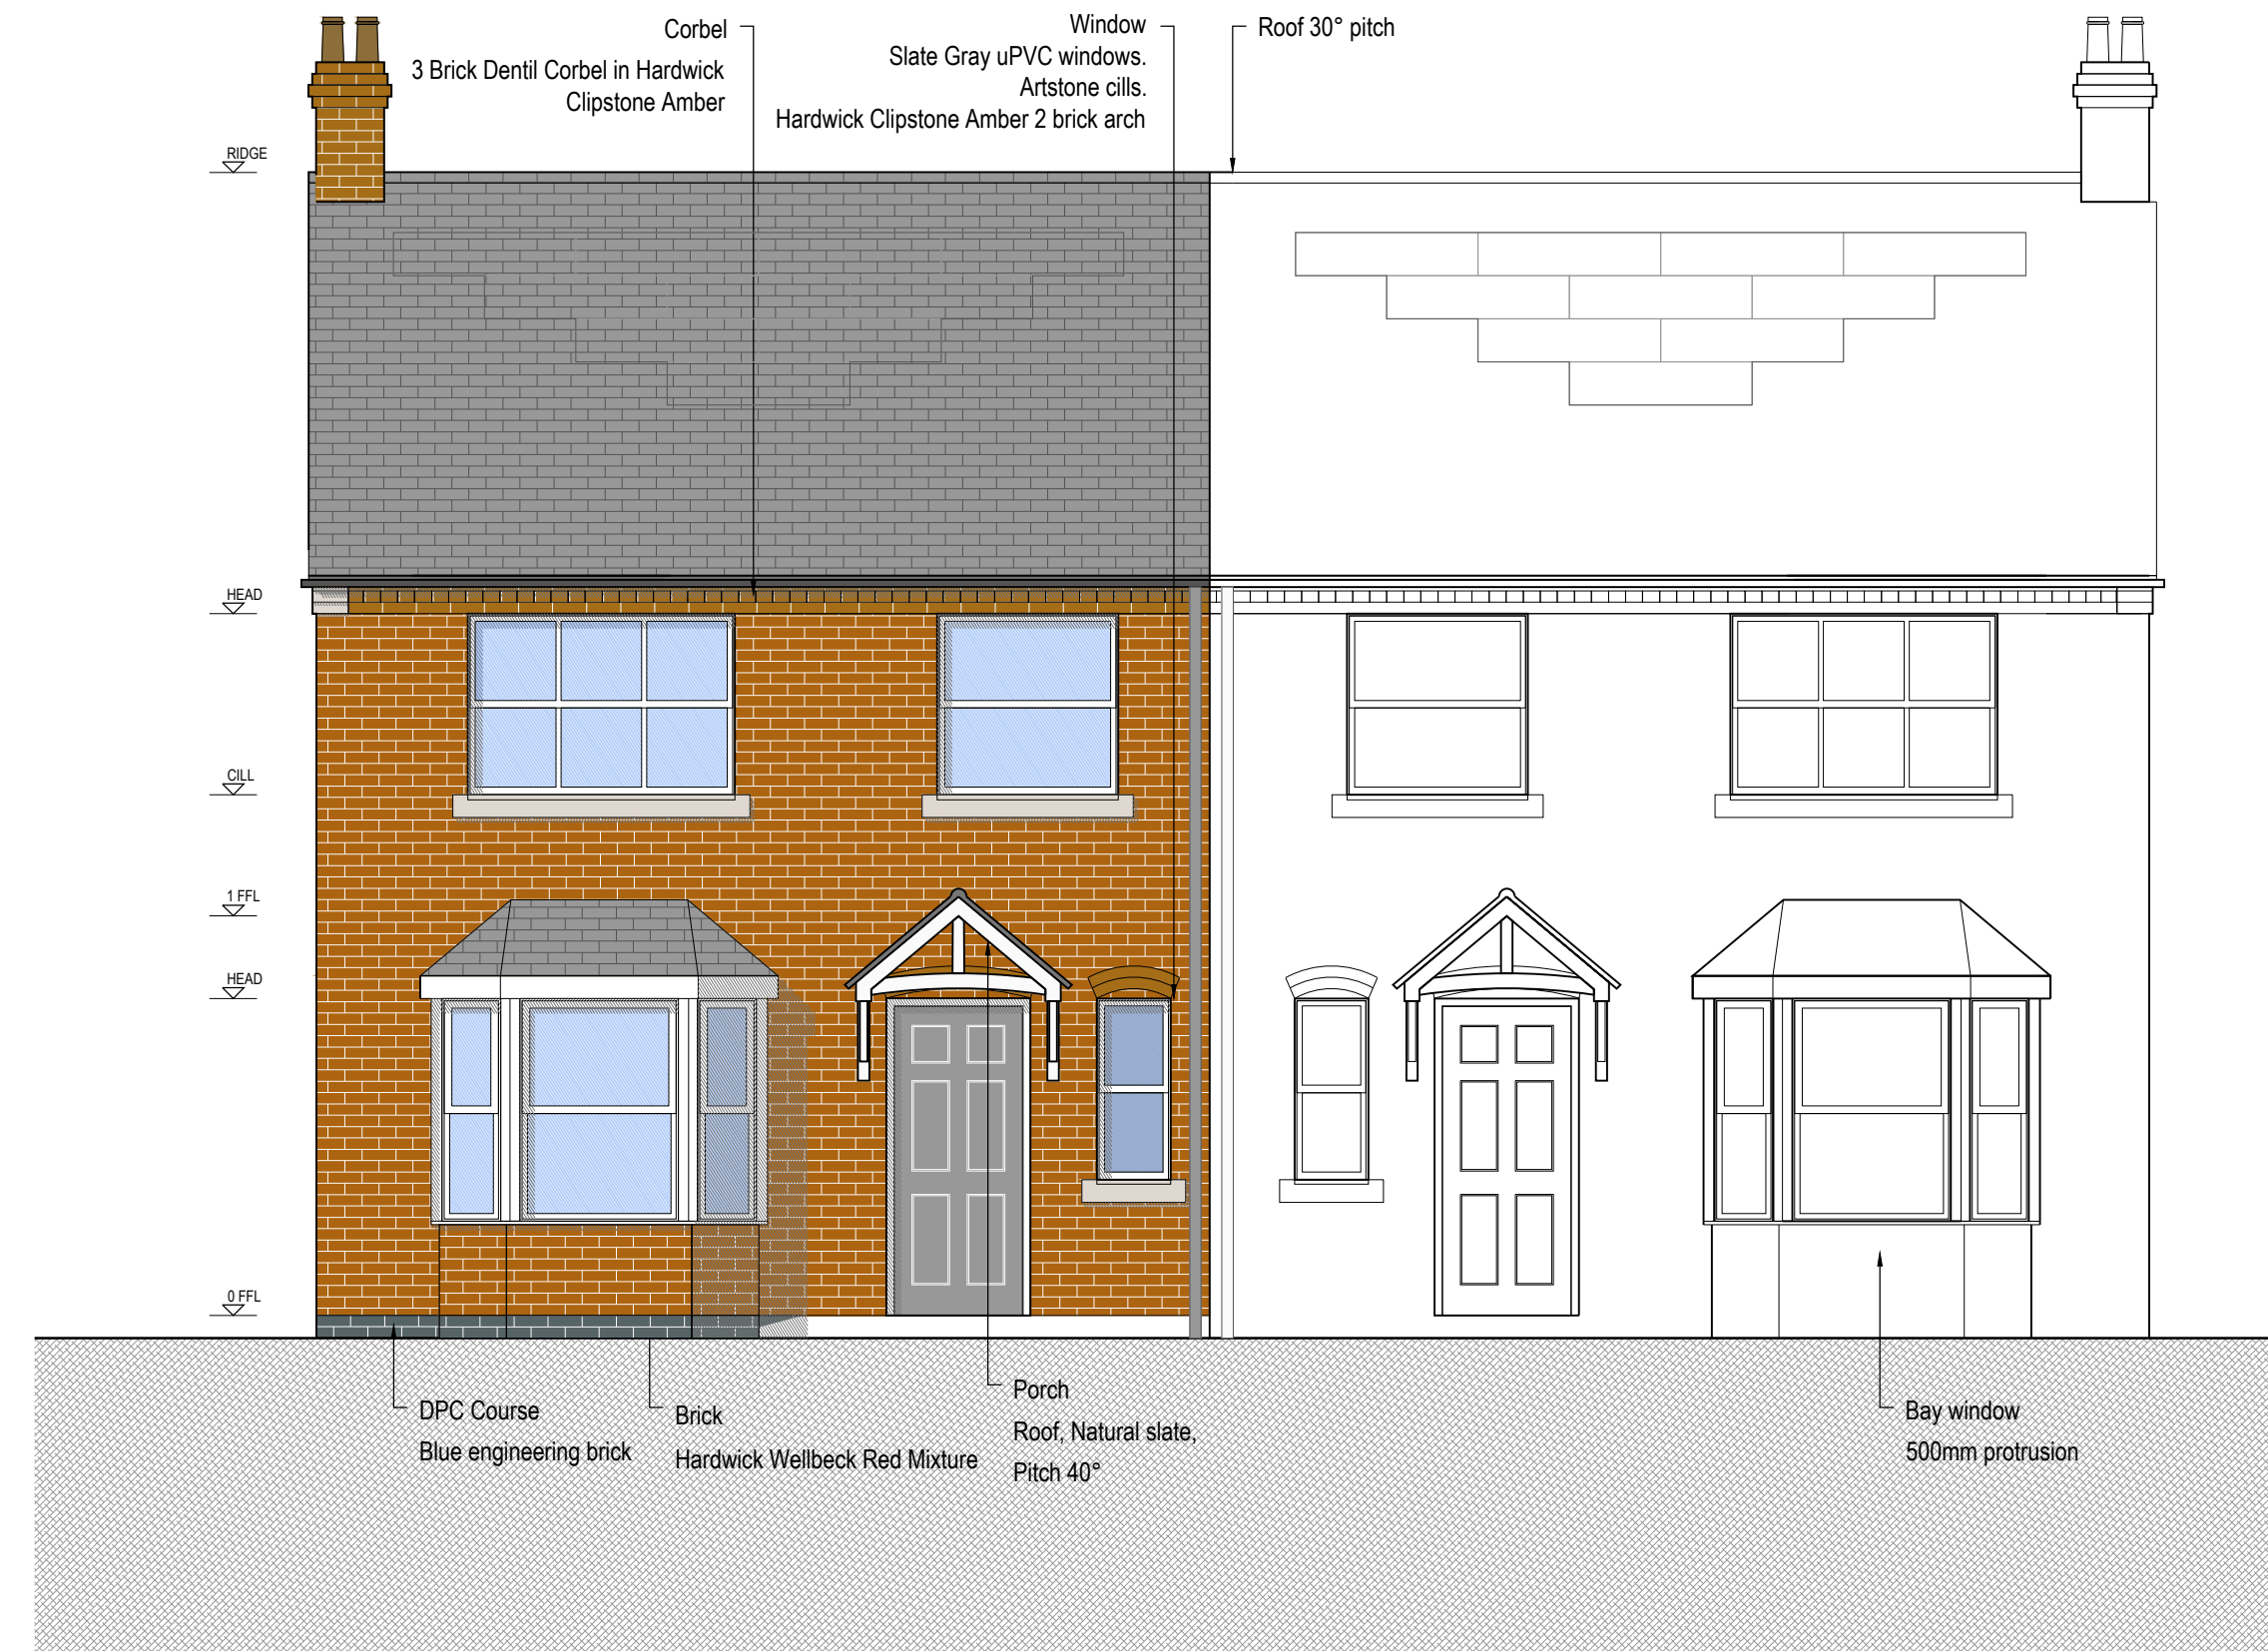 Corbel
3 Brick Dentil Corbel in Hardwick
Clipstone Amber
Window
Slate Gray uPVC windows.
Artstone cills.
Hardwick Clipstone Amber 2 brick arch
Roof 30° pitch
RIDGE
HEAD
CILL
1 FFL
HEAD
0 FFL
DPC Course
Blue engineering brick
Brick
Hardwick Wellbeck Red Mixture
Porch
Roof, Natural slate,
Pitch 40°
Bay window
500mm protrusion